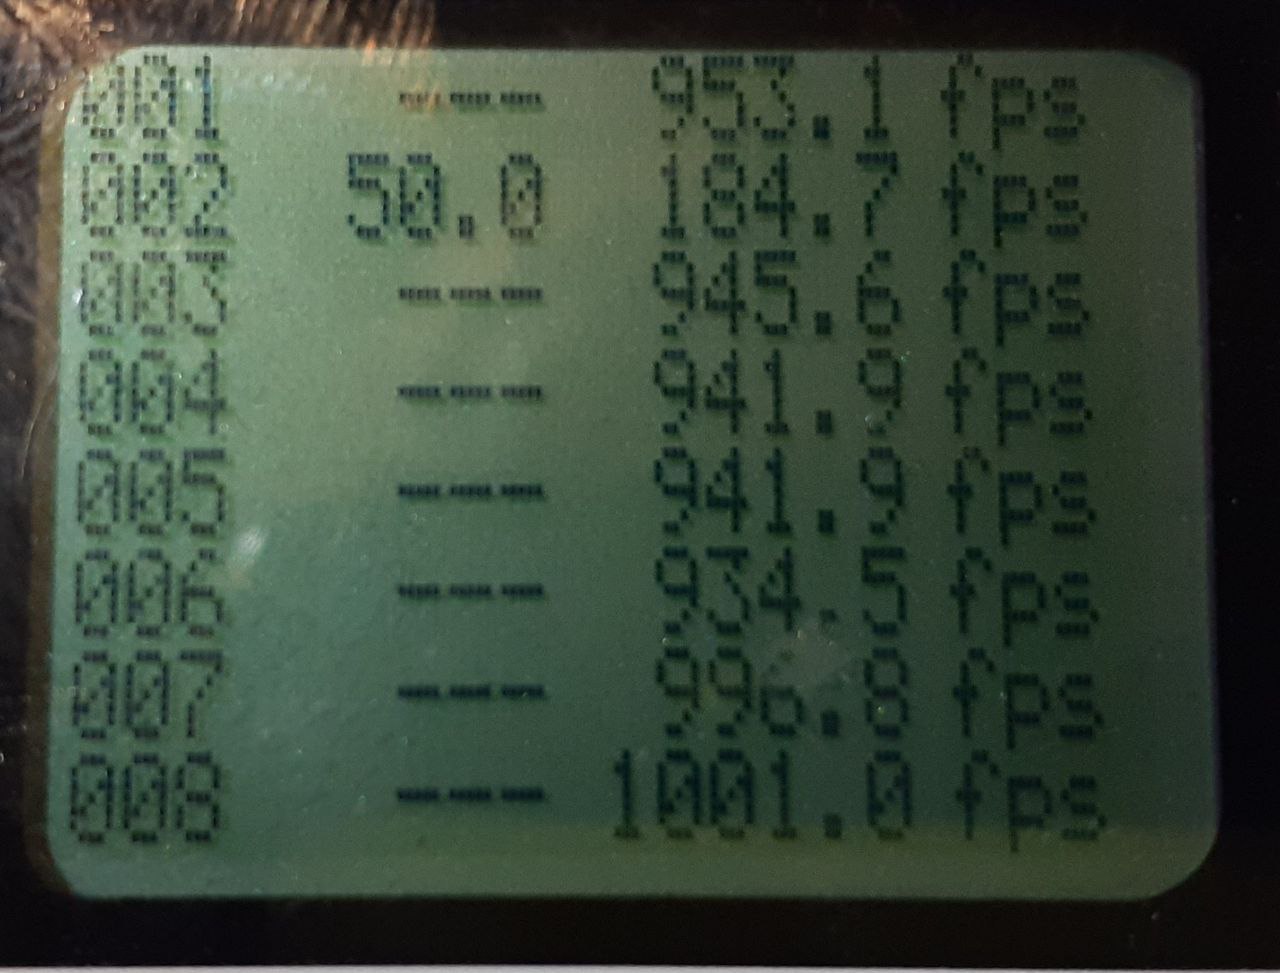 001 --- 953.1 fps
002 50.0 184.7 fps
003 --- 945.6 fps
004 --- 941.9 fps
005 --- 941.9 fps
006 --- 934.5 fps
007 --- 996.8 fps
008 --- 1001.0 fps